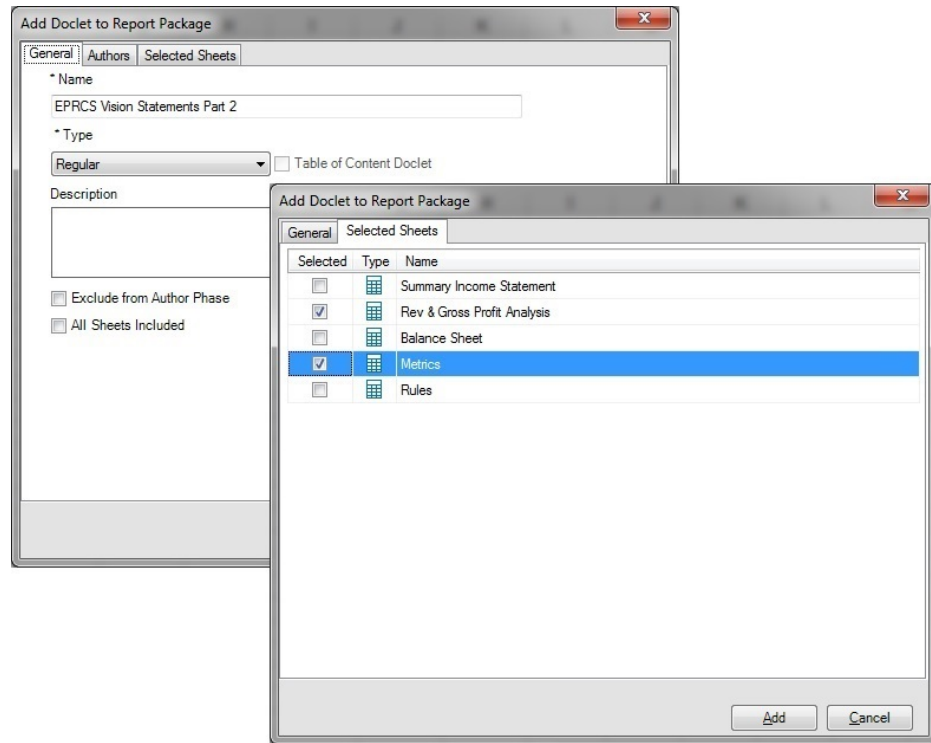 Add Doclet to Report Package
General Authors Selected Sheets
* Name
EPRCS Vision Statements Part 2
* Type
Regular Table of Content Doclet
Description
Exclude from Author Phase
All Sheets Included
Add Doclet to Report Package
General Selected Sheets
Selected Type Name
Summary Income Statement
Rev & Gross Profit Analysis
Balance Sheet
Metrics
Rules
Add Cancel